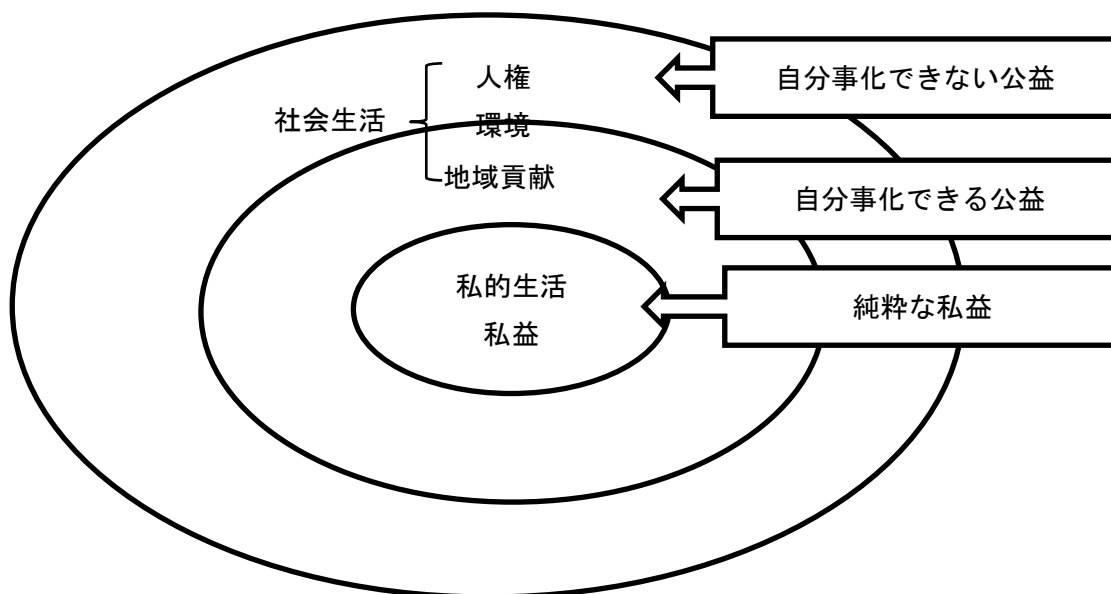 人権
自分事化できない公益
社会生活
環境
地域貢献
自分事化できる公益
私的生活
私益
純粋な私益